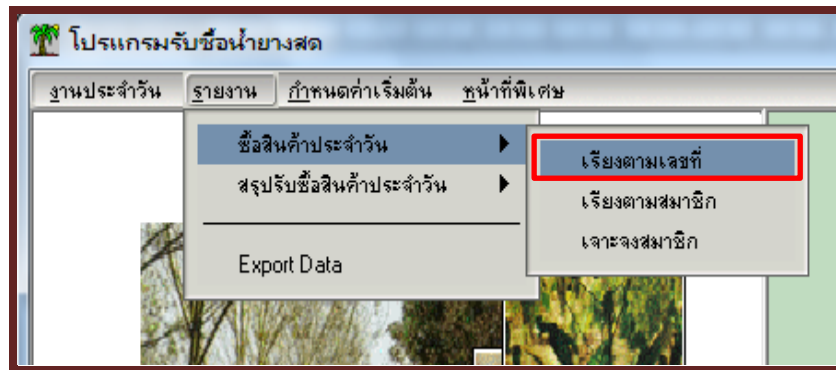 โปรแกรมรับซื้อน้ำยางสด
งานประจำวัน รายงาน กำหนดค่าเริ่มต้น หน้าที่พิเศษ
ซื้อสินค้าประจำวัน
สรุปรับซื้อสินค้าประจำวัน
Export Data
เรียงตามเลขที่
เรียงตามสมาชิก
เจาะจงสมาชิก